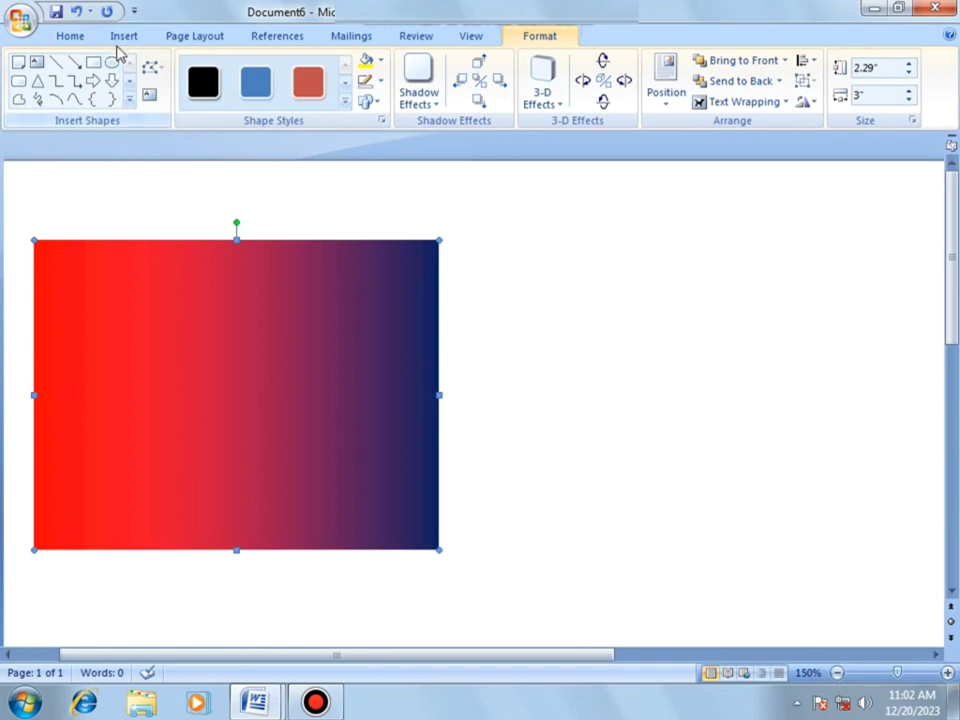 Document6 - Mic
Home Insert Page Layout References Mailings Review View Format
Shadow Effects
3-D Effects
Position
Bring to Front
Send to Back
Text Wrapping
2.29"
3"
Insert Shapes Shape Styles Shadow Effects 3-D Effects Arrange Size
Page: 1 of 1 Words: 0 150%
11:02 AM
12/20/2023